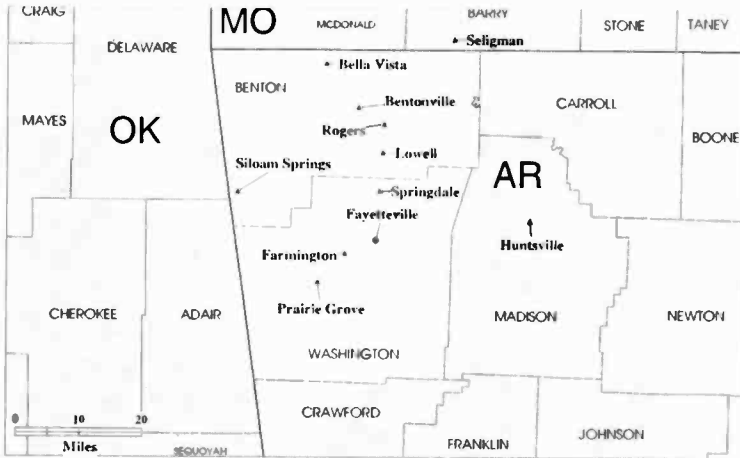 CRAIG
MO
MCDONALD
BARRY
STONE
TANEY
DELAWARE
Seligman
Bella Vista
BENTON
MAYES
OK
Bentonville
CARROLL
BOONE
Rogers
Lowell
Siloam Springs
AR
Springdale
Fayetteville
Huntsville
Farmington
Prairie Grove
CHEROKEE
ADAIR
MADISON
NEWTON
WASHINGTON
0 10 20
Miles
CRAWFORD
FRANKLIN
JOHNSON
SEQUOYAH